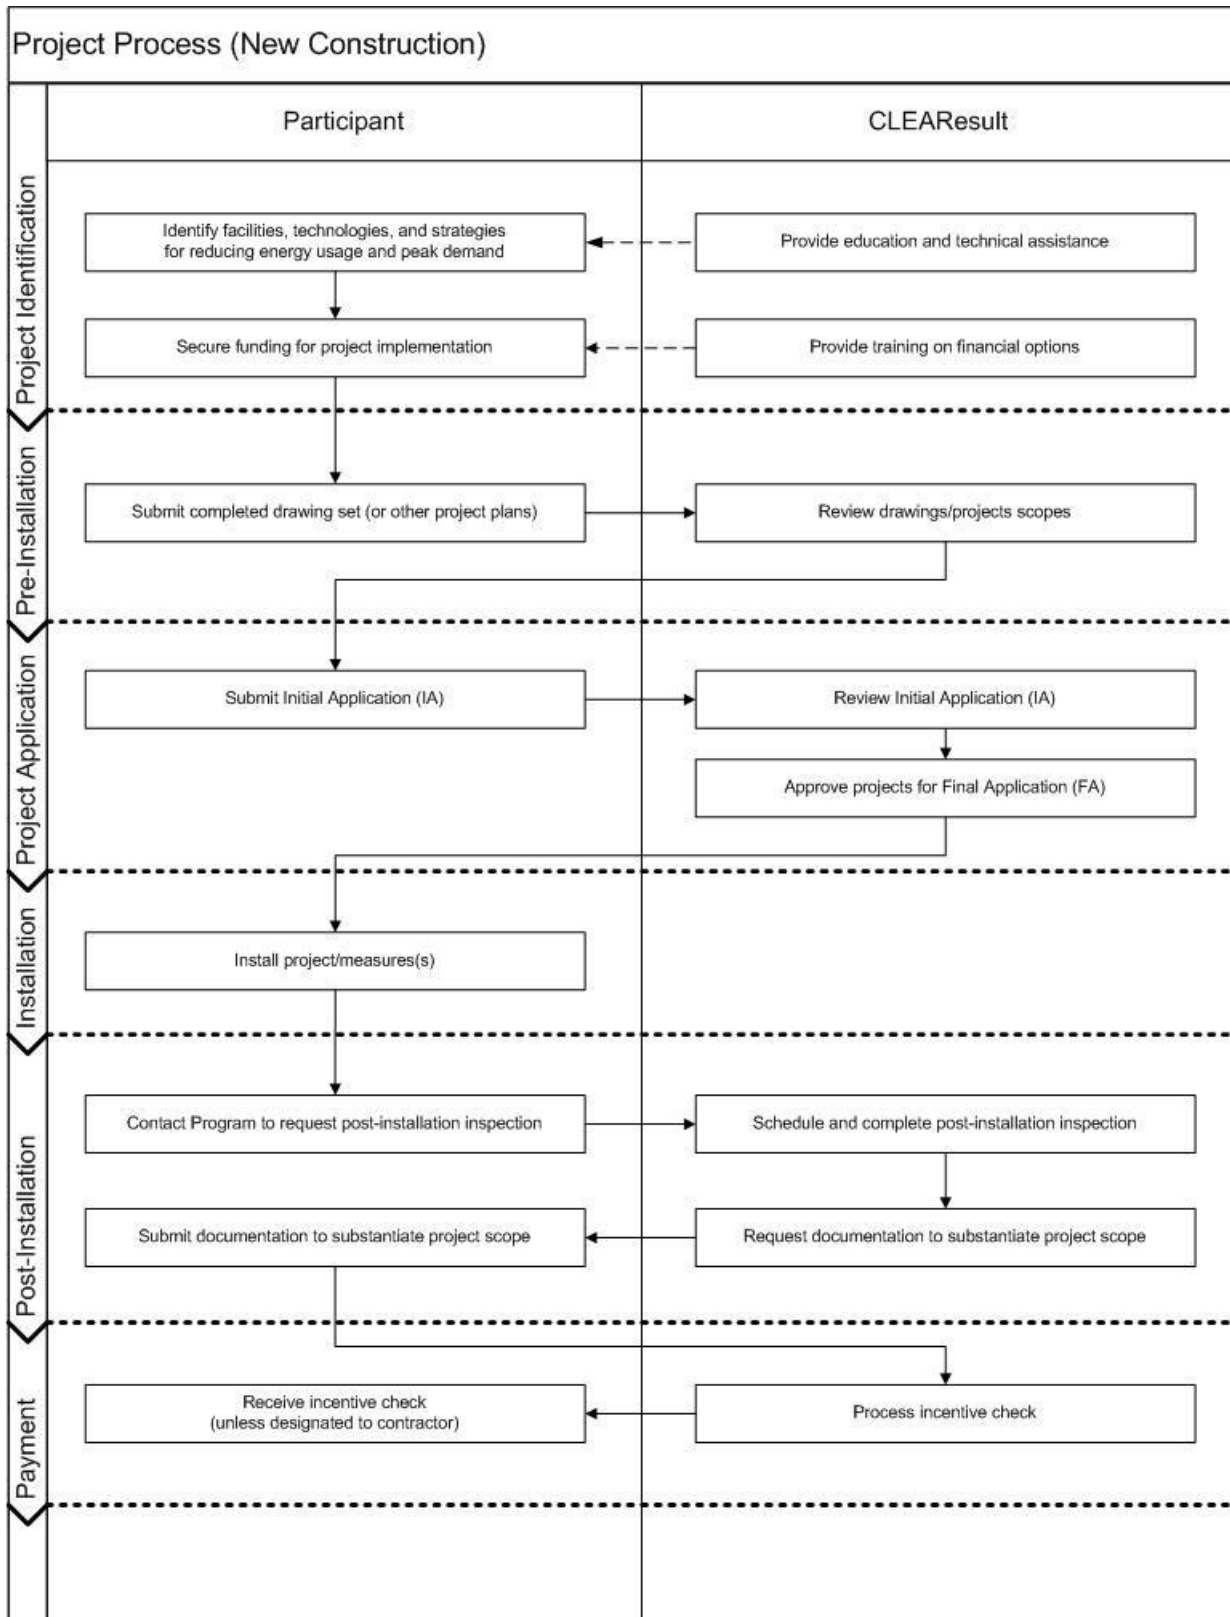 Project Process (New Construction)
Participant
CLEAResult
Project Identification
Identify facilities, technologies, and strategies
for reducing energy usage and peak demand
Provide education and technical assistance
Secure funding for project implementation
Provide training on financial options
Pre-Installation
Submit completed drawing set (or other project plans)
Review drawings/projects scopes
Project Application
Submit Initial Application (IA)
Review Initial Application (IA)
Approve projects for Final Application (FA)
Installation
Install project/measures(s)
Post-Installation
Contact Program to request post-installation inspection
Schedule and complete post-installation inspection
Submit documentation to substantiate project scope
Request documentation to substantiate project scope
Payment
Receive incentive check
(unless designated to contractor)
Process incentive check